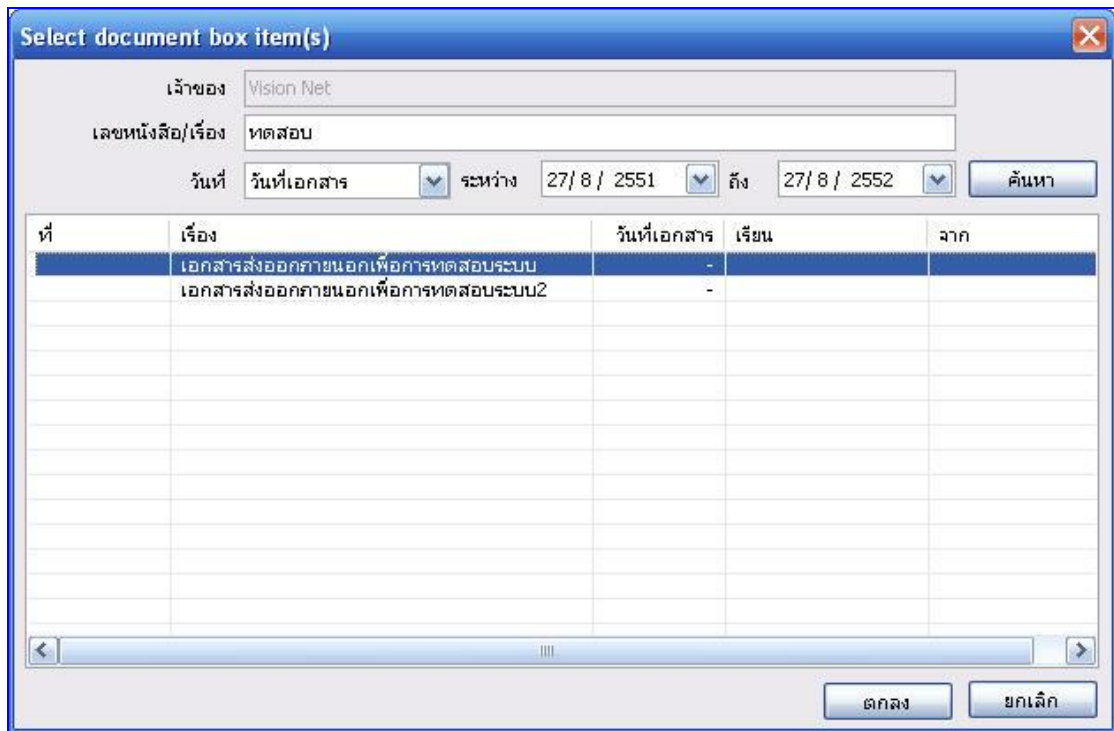 Select document box item(s)
เจ้าของ Vision Net
เลขหนังสือ/เรื่อง ทดสอบ
วันที่ วันที่เอกสาร ระหว่าง 27/ 8 / 2551 ถึง 27/ 8 / 2552 ค้นหา
ที่ เรื่อง วันที่เอกสาร เรียน จาก
เอกสารส่งออกภายนอกเพื่อการทดสอบระบบ -
เอกสารส่งออกภายนอกเพื่อการทดสอบระบบ2 -
ตกลง ยกเลิก